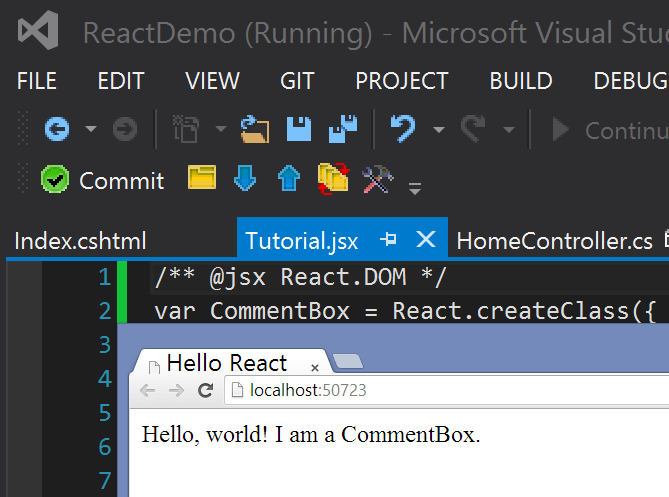 ReactDemo (Running) - Microsoft Visual Stu
FILE EDIT VIEW GIT PROJECT BUILD DEBUG
Continu
Commit
Index.cshtml Tutorial.jsx HomeController.cs
1 /** @jsx React.DOM */
2 var CommentBox = React.createClass({
3
4
5
6
7
Hello React
localhost:50723
Hello, world! I am a CommentBox.